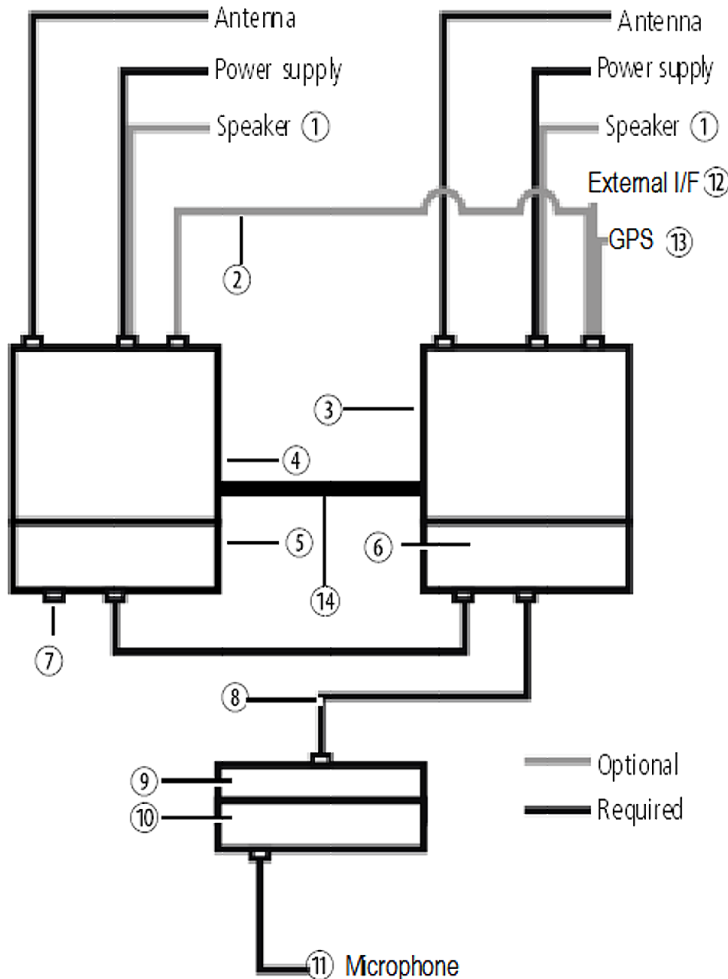 Antenna
Antenna
Power supply
Power supply
Speaker ①
Speaker ①
External I/F ⑫
GPS ⑬
②
③
④
⑤
⑥
⑭
⑦
⑧
⑨
⑩
Optional
Required
⑪ Microphone